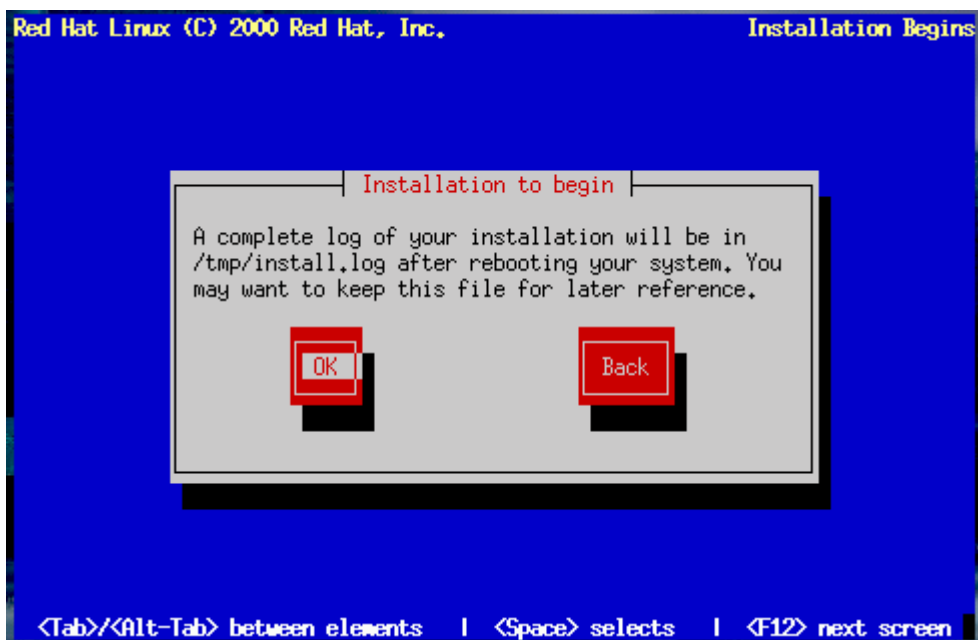 Red Hat Linux (C) 2000 Red Hat, Inc. Installation Begins
Installation to begin
A complete log of your installation will be in
/tmp/install.log after rebooting your system. You
may want to keep this file for later reference.
OK Back
<Tab>/<Alt-Tab> between elements | <Space> selects | <F12> next screen